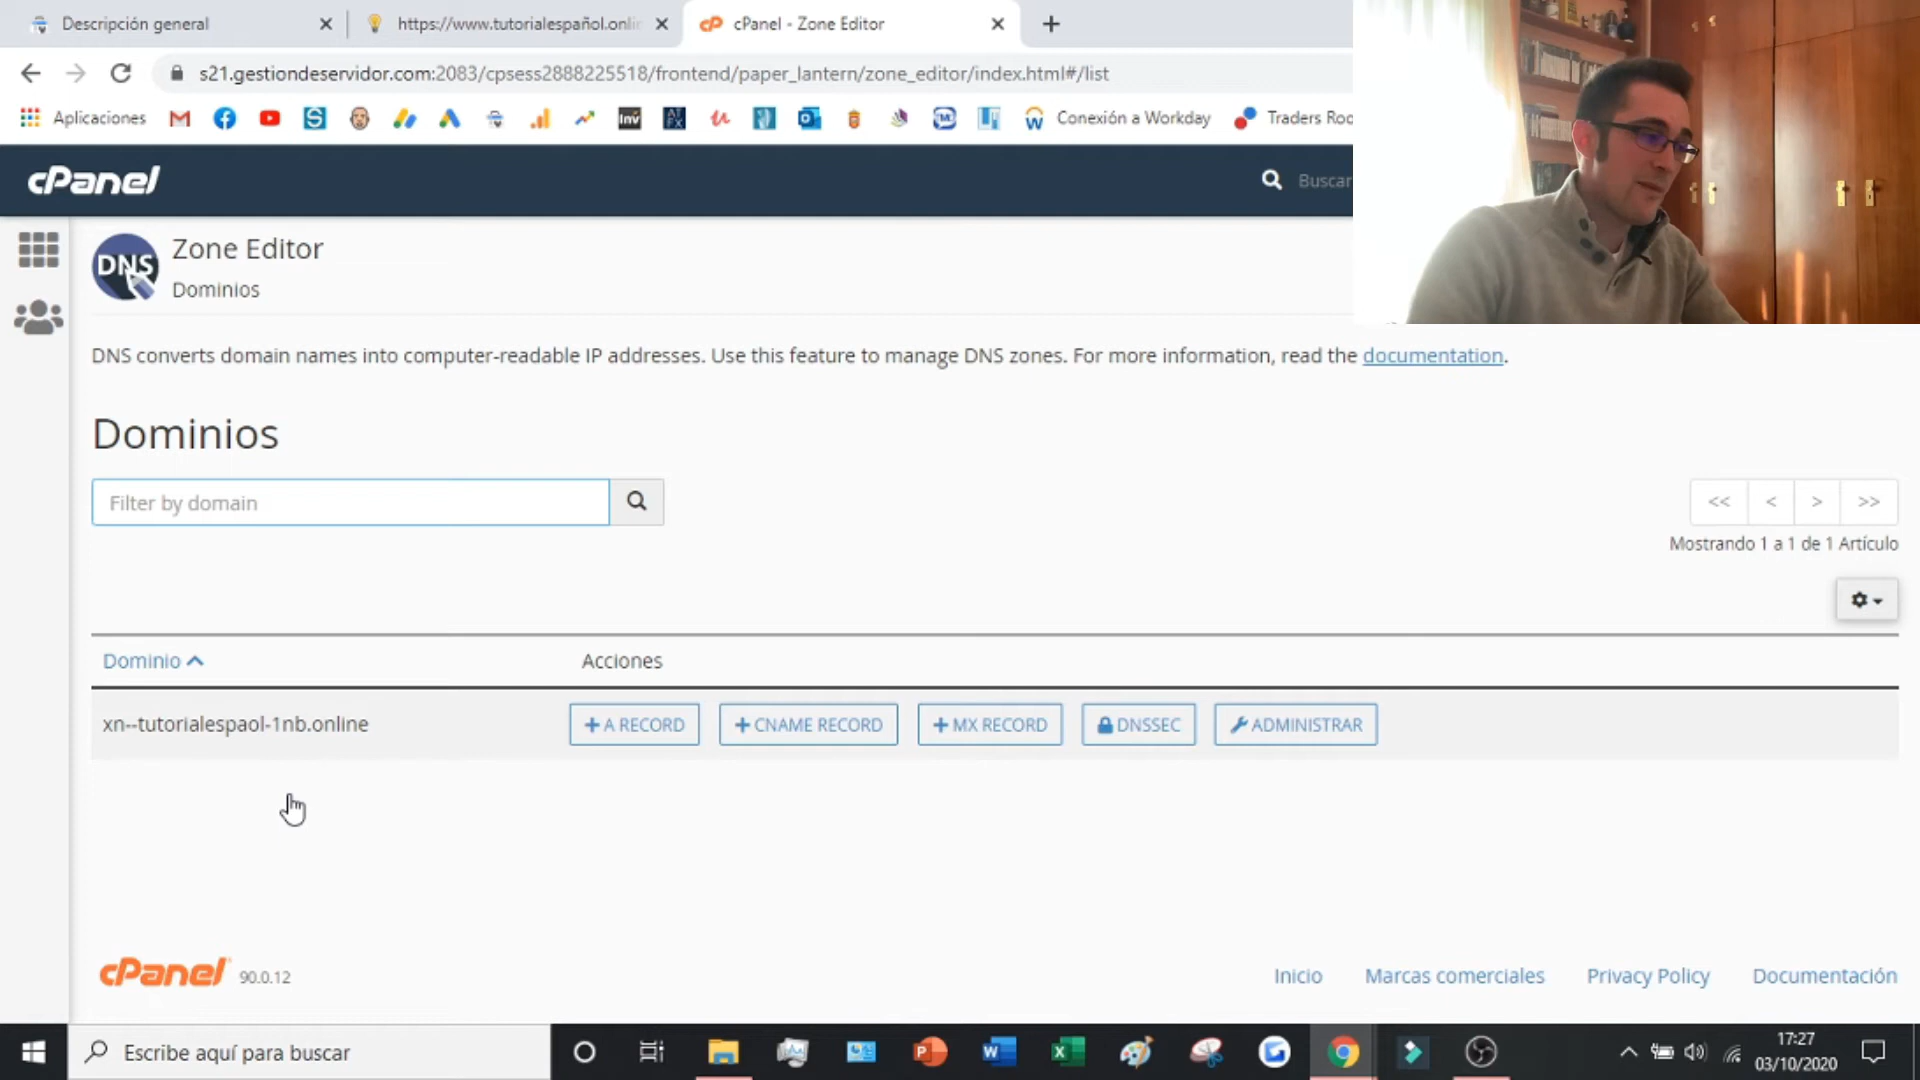 Descripción general
https://www.tutorialespañol.onlin
cPanel - Zone Editor
s21.gestiondeservidor.com:2083/cpsess2888225518/frontend/paper_lantern/zone_editor/index.html#/list
Aplicaciones
Conexión a Workday
Traders Roo
cPanel
Buscar
DNS
Zone Editor
Dominios
DNS converts domain names into computer-readable IP addresses. Use this feature to manage DNS zones. For more information, read the documentation.
Dominios
Filter by domain
<< < > >>
Mostrando 1 a 1 de 1 Artículo
Dominio Acciones
xn--tutorialespaol-1nb.online + A RECORD + CNAME RECORD + MX RECORD DNSSEC ADMINISTRAR
cPanel 90.0.12
Inicio Marcas comerciales Privacy Policy Documentación
Escribe aquí para buscar
17:27
03/10/2020